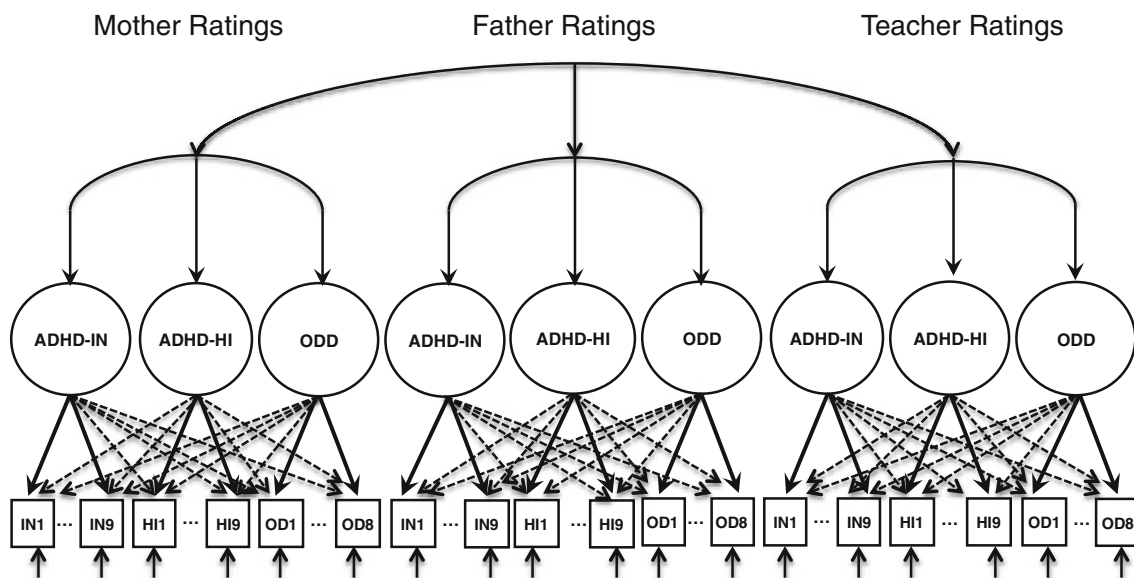 Mother Ratings Father Ratings Teacher Ratings
ADHD-IN ADHD-HI ODD ADHD-IN ADHD-HI ODD ADHD-IN ADHD-HI ODD
IN1 ... IN9 HI1 ... HI9 OD1 ... OD8 IN1 ... IN9 HI1 ... HI9 OD1 ... OD8 IN1 ... IN9 HI1 ... HI9 OD1 ... OD8